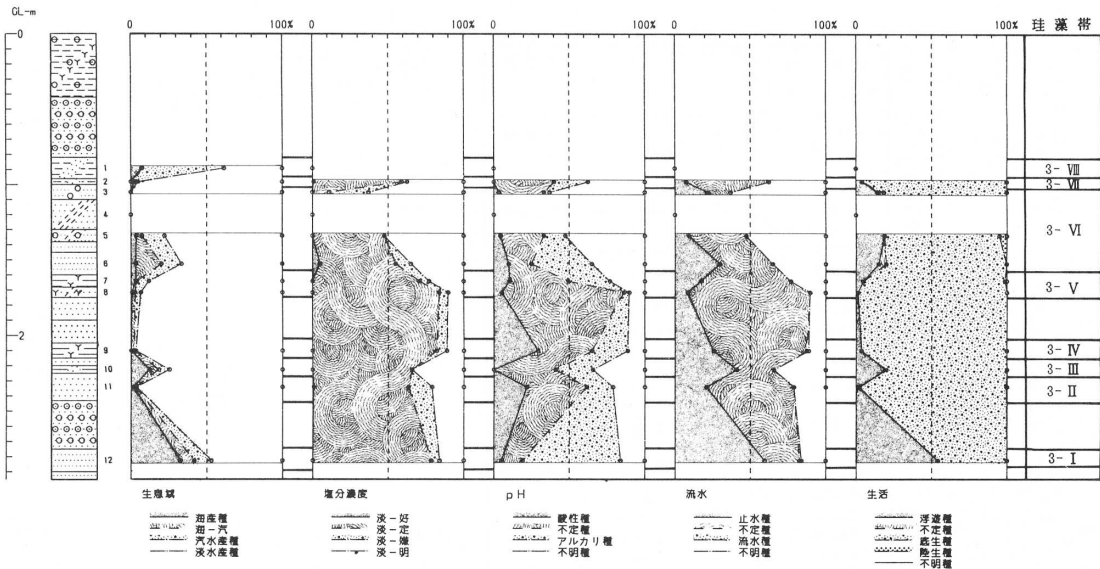 GL-m
0 100% 0 100% 0 100% 0 100% 0 100% 珪藻帯
0
1 3-Ⅷ
2 3-Ⅶ
3
4
3-Ⅵ
5
6
7 3-Ⅴ
8
2
9 3-Ⅳ
10 3-Ⅲ
11 3-Ⅱ
12 3-Ⅰ
生息域 塩分濃度 pH 流水 生活
海産種 淡-好 酸性種 止水種 浮遊種
海-汽 淡-定 不定種 不定種 不定種
汽水産種 淡-嫌 アルカリ種 流水種 底生種
淡水産種 淡-明 不明種 不明種 陸生種
不明種